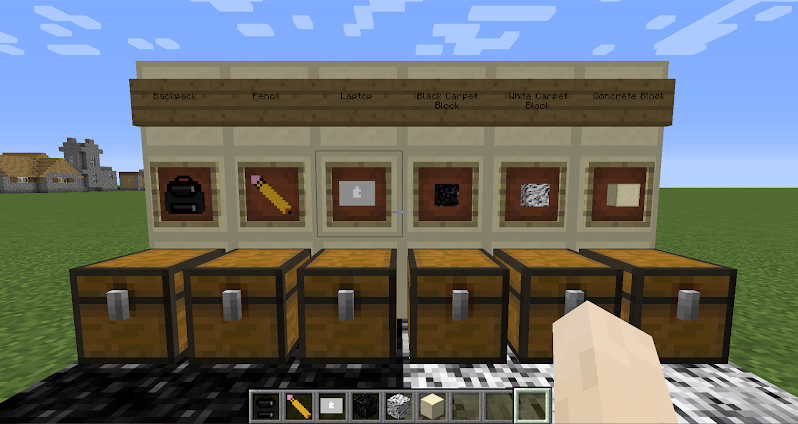 Backpack
Pencil
Laptop
Black Carpet
Block
White Carpet
Block
Concrete Block